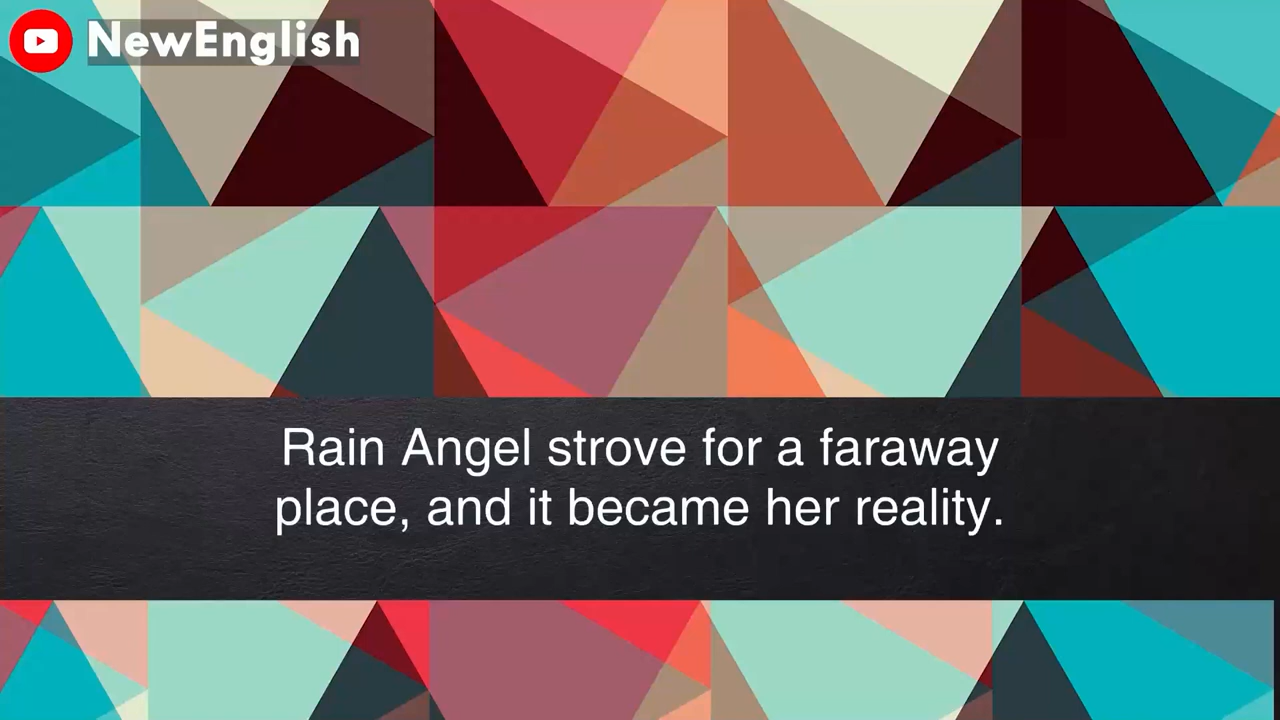 NewEnglish
Rain Angel strove for a faraway
place, and it became her reality.